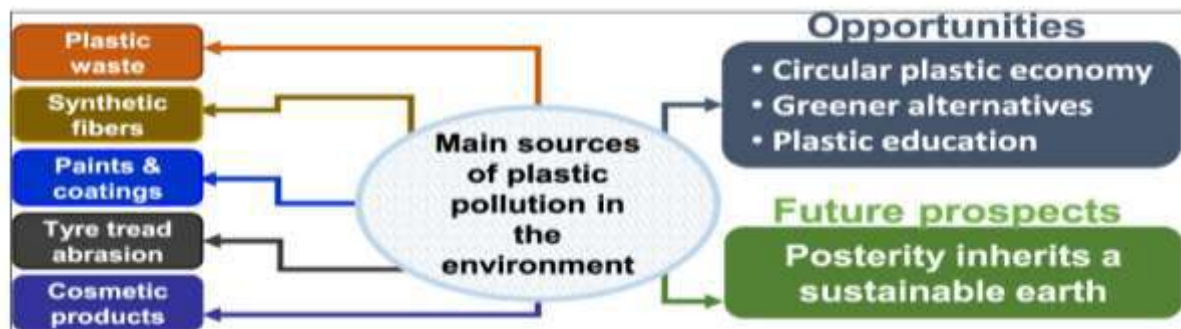 Plastic
waste
Synthetic
fibers
Paints &
coatings
Tyre tread
abrasion
Cosmetic
products
Main sources
of plastic
pollution in
the
environment
Opportunities
• Circular plastic economy
• Greener alternatives
• Plastic education
Future prospects
Posterity inherits a
sustainable earth